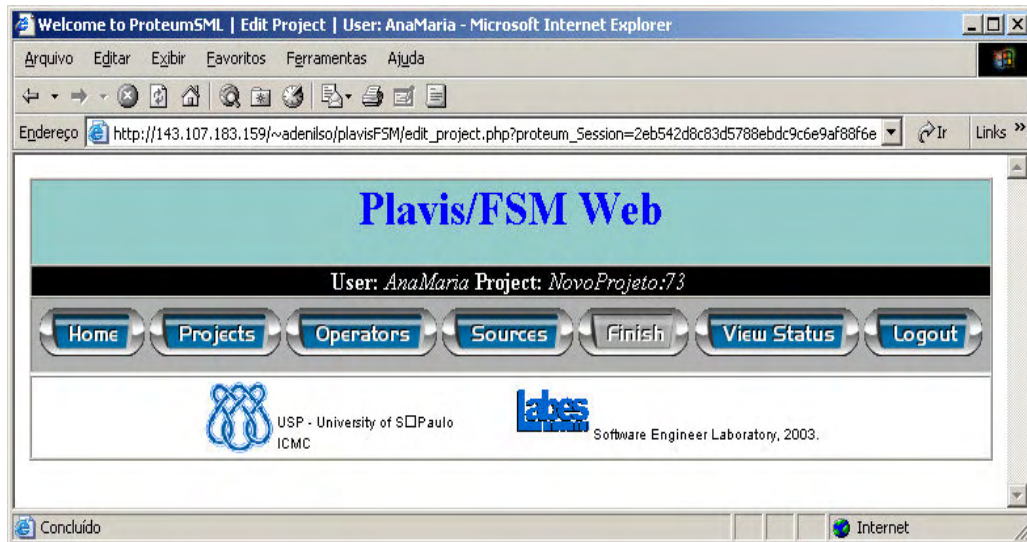 Welcome to ProteumSML | Edit Project | User: AnaMaria - Microsoft Internet Explorer
Arquivo Editar Exibir Favoritos Ferramentas Ajuda
Endereço http://143.107.183.159/~adenilso/plavisFSM/edit_project.php?proteum_Session=2eb542d8c83d5788ebdc9c6e9af88f6e Ir Links »
Plavis/FSM Web
User: AnaMaria Project: NovoProjeto:73
Home Projects Operators Sources Finish View Status Logout
USP - University of S□Paulo
ICMC
Labes
Software Engineer Laboratory, 2003.
Concluído Internet